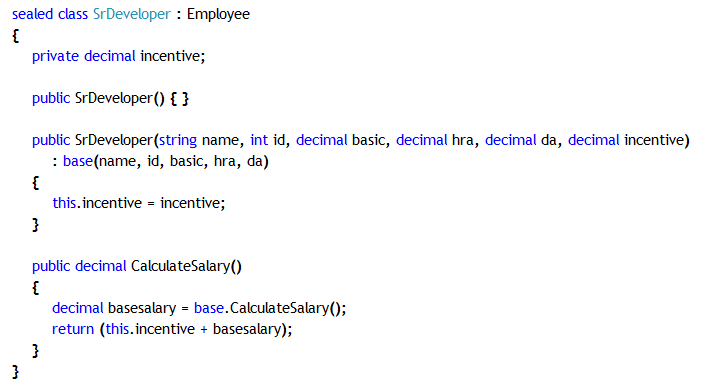 sealed class SrDeveloper : Employee
{
private decimal incentive;
public SrDeveloper() { }
public SrDeveloper(string name, int id, decimal basic, decimal hra, decimal da, decimal incentive)
: base(name, id, basic, hra, da)
{
this.incentive = incentive;
}
public decimal CalculateSalary()
{
decimal basesalary = base.CalculateSalary();
return (this.incentive + basesalary);
}
}